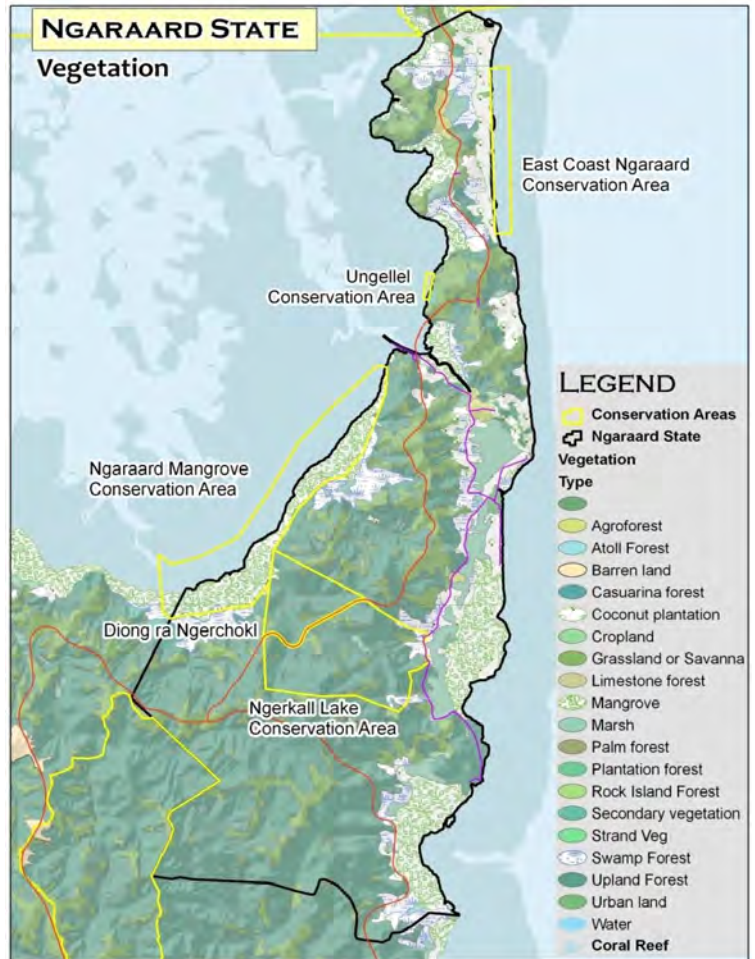 NGARAARD STATE
Vegetation
East Coast Ngaraard
Conservation Area
Ungellel
Conservation Area
Ngaraard Mangrove
Conservation Area
Diong ra Ngerchokl
Ngerkall Lake
Conservation Area
LEGEND
Conservation Areas
Ngaraard State
Vegetation
Type
Agroforest
Atoll Forest
Barren land
Casuarina forest
Coconut plantation
Cropland
Grassland or Savanna
Limestone forest
Mangrove
Marsh
Palm forest
Plantation forest
Rock Island Forest
Secondary vegetation
Strand Veg
Swamp Forest
Upland Forest
Urban land
Water
Coral Reef